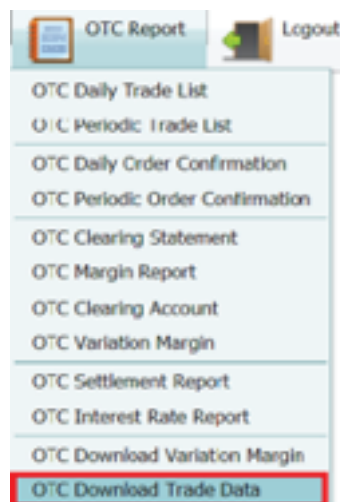 OTC Report
Logout
OTC Daily Trade List
OTC Periodic Trade List
OTC Daily Order Confirmation
OTC Periodic Order Confirmation
OTC Clearing Statement
OTC Margin Report
OTC Clearing Account
OTC Variation Margin
OTC Settlement Report
OTC Interest Rate Report
OTC Download Variation Margin
OTC Download Trade Data